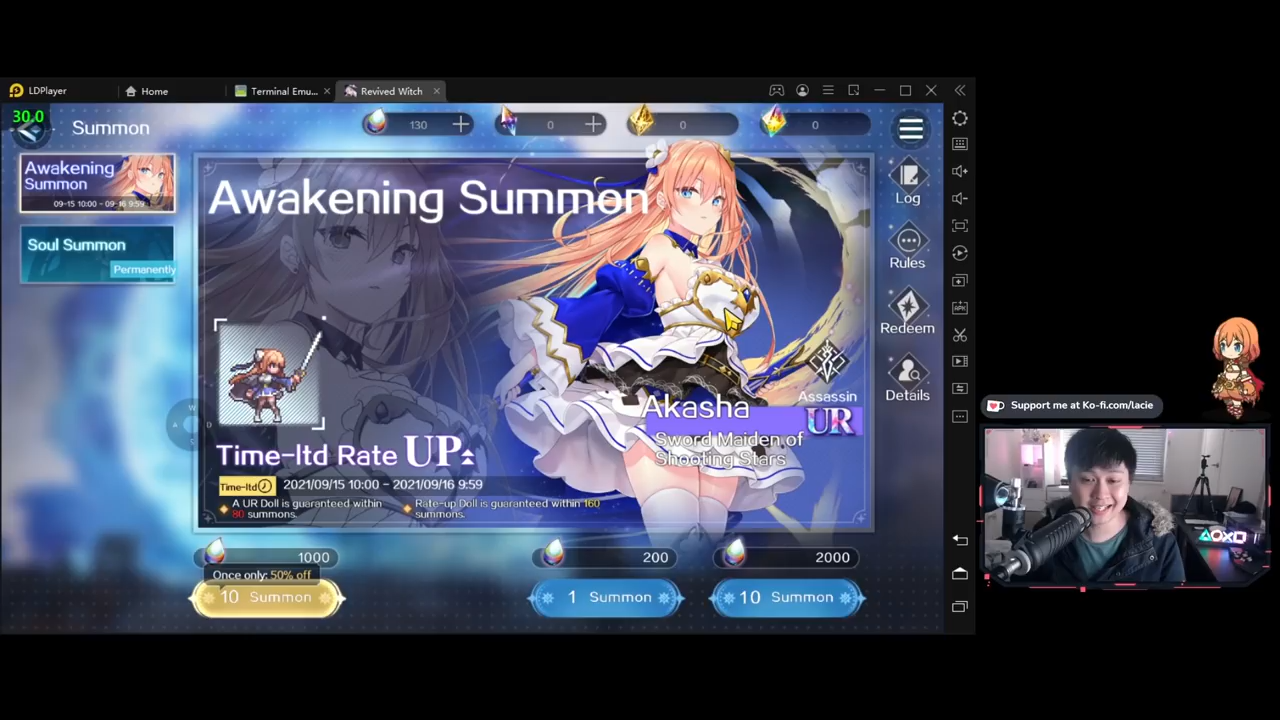 LDPlayer
Home
Terminal Emu...
Revived Witch
30.0
Summon
130
0
0
0
Awakening
Summon
09-15 10:00 - 09-16 9:59
Soul Summon
Permanently
Awakening Summon
Log
Rules
Redeem
Details
APK
W
A
D
S
Assassin
UR
Akasha
Sword Maiden of
Shooting Stars
Time-ltd Rate UP
Time-ltd
2021/09/15 10:00 - 2021/09/16 9:59
A UR Doll is guaranteed within
80 summons.
Rate-up Doll is guaranteed within 160
summons.
1000
200
2000
Once only: 50% off
10 Summon
1 Summon
10 Summon
Support me at Ko-fi.com/lacie